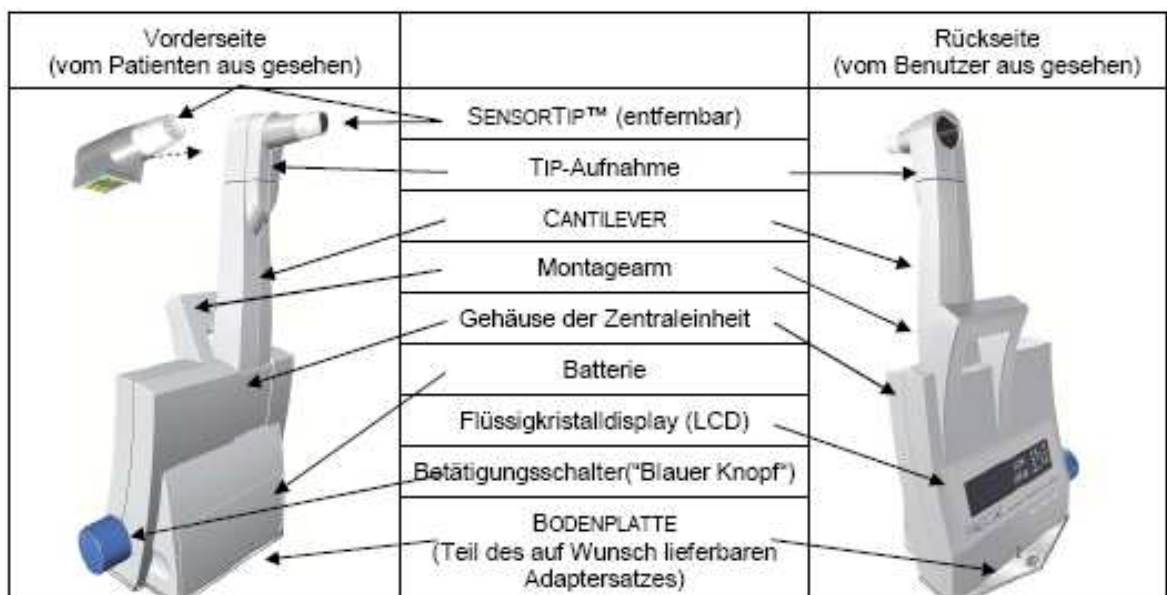 Vorderseite
(vom Patienten aus gesehen)
Rückseite
(vom Benutzer aus gesehen)
SENSORTIP™ (entfernbar)
TIP-Aufnahme
CANTILEVER
Montagearm
Gehäuse der Zentraleinheit
Batterie
Flüssigkristalldisplay (LCD)
Betätigungsschalter("Blauer Knopf“)
BODENPLATTE
(Teil des auf Wunsch lieferbaren
Adaptersatzes)